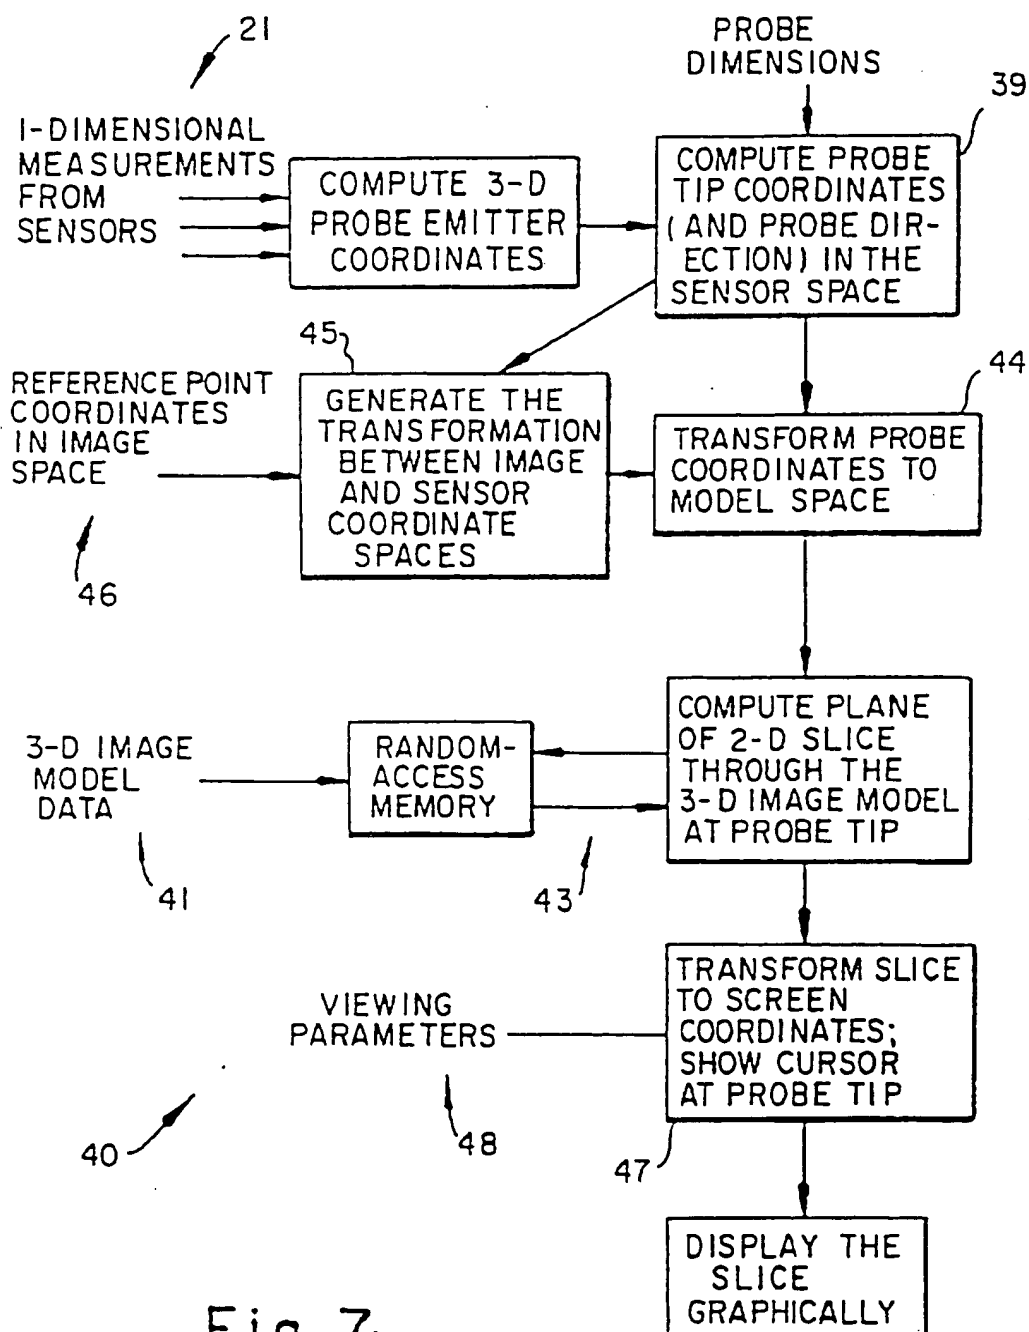 21
PROBE
DIMENSIONS
39
1-DIMENSIONAL
MEASUREMENTS
FROM
SENSORS
COMPUTE 3-D
PROBE EMITTER
COORDINATES
COMPUTE PROBE
TIP COORDINATES
(AND PROBE DIR-
ECTION) IN THE
SENSOR SPACE
45
44
REFERENCE POINT
COORDINATES
IN IMAGE
SPACE
46
GENERATE THE
TRANSFORMATION
BETWEEN IMAGE
AND SENSOR
COORDINATE
SPACES
TRANSFORM PROBE
COORDINATES TO
MODEL SPACE
3-D IMAGE
MODEL
DATA
41
RANDOM-
ACCESS
MEMORY
43
COMPUTE PLANE
OF 2-D SLICE
THROUGH THE
3-D IMAGE MODEL
AT PROBE TIP
VIEWING
PARAMETERS
48
40
TRANSFORM SLICE
TO SCREEN
COORDINATES;
SHOW CURSOR
AT PROBE TIP
47
DISPLAY THE
SLICE
GRAPHICALLY
Fig. 7